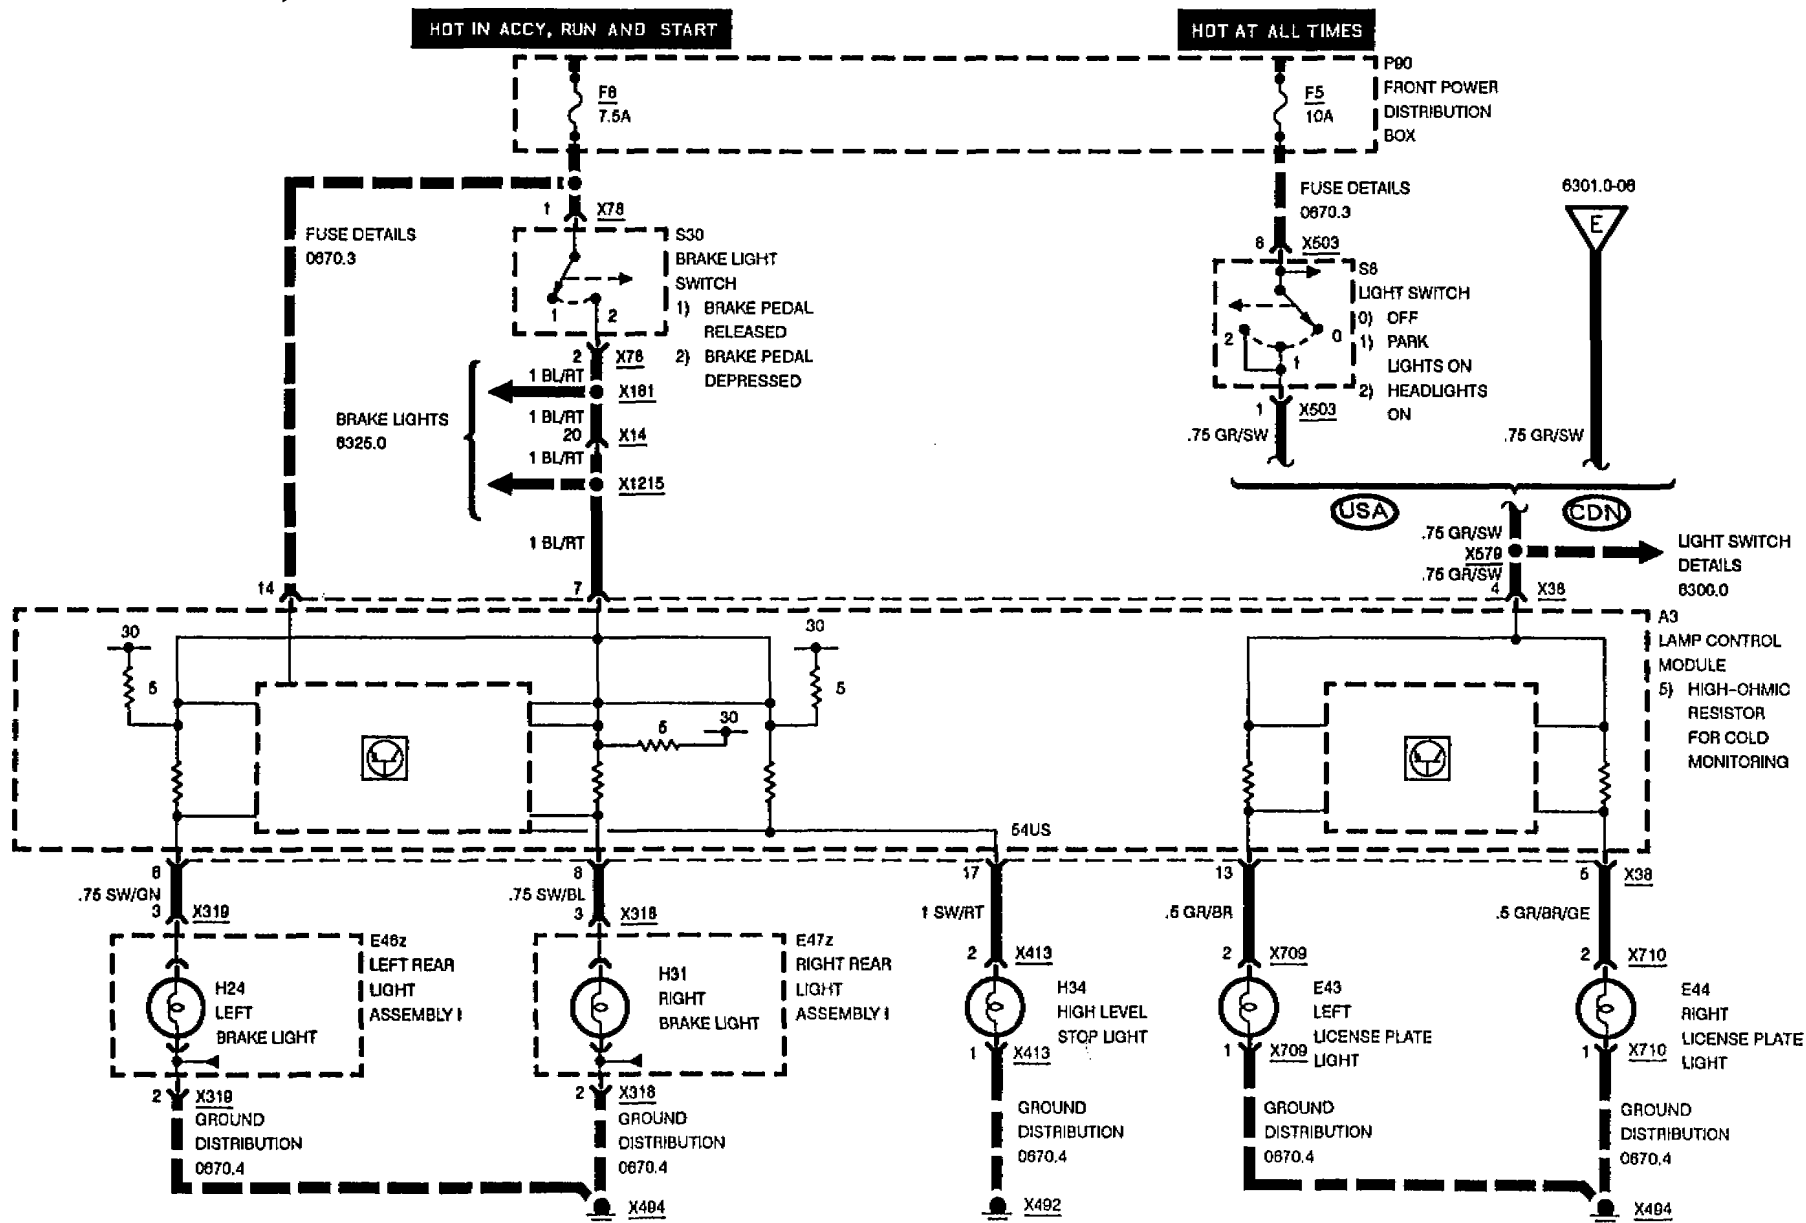 HOT IN ACCY, RUN AND START
HOT AT ALL TIMES
F6
7.5A
F5
10A
P90
FRONT POWER
DISTRIBUTION
BOX
FUSE DETAILS
0670.3
6301.0-06
E
1
X78
FUSE DETAILS
0670.3
S30
BRAKE LIGHT
SWITCH
1) BRAKE PEDAL
RELEASED
2) BRAKE PEDAL
DEPRESSED
1
2
8
X503
S8
LIGHT SWITCH
0) OFF
1) PARK
LIGHTS ON
2) HEADLIGHTS
ON
2
0
1
2
X78
1 BL/RT
X181
1 BL/RT
20
X14
1 BL/RT
X1215
1 BL/RT
BRAKE LIGHTS
6325.0
1
X503
.75 GR/SW
.75 GR/SW
USA
CDN
.75 GR/SW
X579
.75 GR/SW
4
X38
LIGHT SWITCH
DETAILS
6300.0
14
7
A3
LAMP CONTROL
MODULE
5) HIGH-OHMIC
RESISTOR
FOR COLD
MONITORING
30
5
30
5
5
30
54US
6
.75 SW/GN
3
X319
8
.75 SW/BL
3
X318
17
1 SW/RT
2
X413
13
.5 GR/BR
2
X709
5
X38
.5 GR/BR/GE
2
X710
E46z
LEFT REAR
LIGHT
ASSEMBLY I
H24
LEFT
BRAKE LIGHT
E47z
RIGHT REAR
LIGHT
ASSEMBLY I
H31
RIGHT
BRAKE LIGHT
H34
HIGH LEVEL
STOP LIGHT
E43
LEFT
LICENSE PLATE
LIGHT
E44
RIGHT
LICENSE PLATE
LIGHT
1
X413
1
X709
1
X710
2
X319
GROUND
DISTRIBUTION
0670.4
2
X318
GROUND
DISTRIBUTION
0670.4
GROUND
DISTRIBUTION
0670.4
GROUND
DISTRIBUTION
0670.4
GROUND
DISTRIBUTION
0670.4
X494
X492
X494